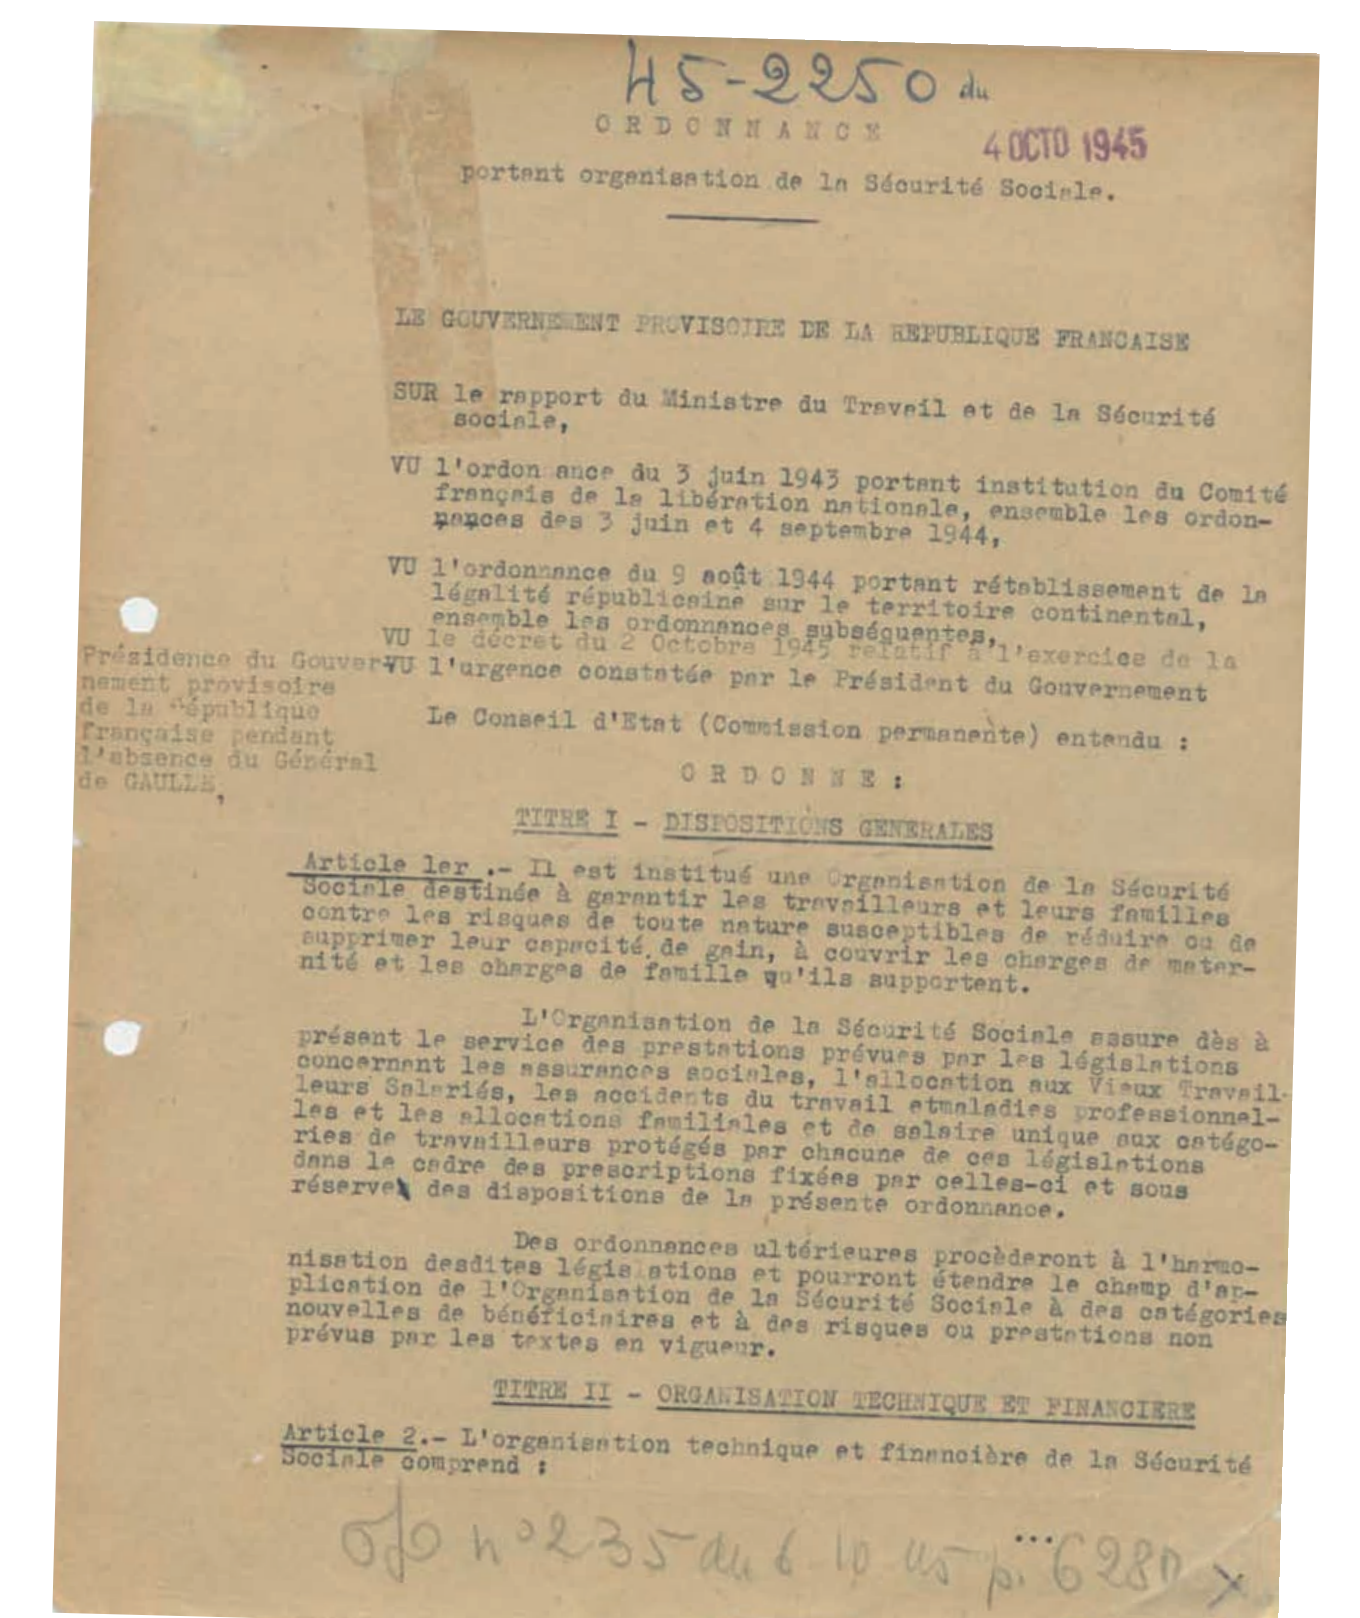 45-2250 du
ORDONNANCE
4 OCTO 1945
portant organisation de la Sécurité Sociale.
LE GOUVERNEMENT PROVISOIRE DE LA REPUBLIQUE FRANCAISE
SUR le rapport du Ministre du Travail et de la Sécurité
sociale,
VU l'ordon ance du 3 juin 1943 portant institution du Comité
français de la libération nationale, ensemble les ordon-
nances des 3 juin et 4 septembre 1944,
VU l'ordonnance du 9 août 1944 portant rétablissement de la
légalité républicaine sur le territoire continental,
ensemble les ordonnances subséquentes,
VU le décret du 2 Octobre 1945 relatif à l'exercice de la
Présidence du Gouver-
nement provisoire
de la République
française pendant
l'absence du Général
de GAULLE,
VU l'urgence constatée par le Président du Gouvernement
Le Conseil d'Etat (Commission permanente) entendu :
ORDONNE :
TITRE I - DISPOSITIONS GENERALES
Article 1er .- Il est institué une Organisation de la Sécurité
Sociale destinée à garantir les travailleurs et leurs familles
contre les risques de toute nature susceptibles de réduire ou de
supprimer leur capacité de gain, à couvrir les charges de mater-
nité et les charges de famille qu'ils supportent.
L'Organisation de la Sécurité Sociale assure dès à
présent le service des prestations prévues par les législations
concernant les assurances sociales, l'allocation aux Vieux Travail-
leurs Salariés, les accidents du travail etmaladies professionnel-
les et les allocations familiales et de salaire unique aux catégo-
ries de travailleurs protégés par chacune de ces législations
dans le cadre des prescriptions fixées par celles-ci et sous
réserve des dispositions de la présente ordonnance.
Des ordonnances ultérieures procèderont à l'harmo-
nisation desdites législations et pourront étendre le champ d'ap-
plication de l'Organisation de la Sécurité Sociale à des catégories
nouvelles de bénéficiaires et à des risques ou prestations non
prévus par les textes en vigueur.
TITRE II - ORGANISATION TECHNIQUE ET FINANCIERE
Article 2.- L'organisation technique et financière de la Sécurité
Sociale comprend :
...
n° 235 du 6 10 45 p. 6280